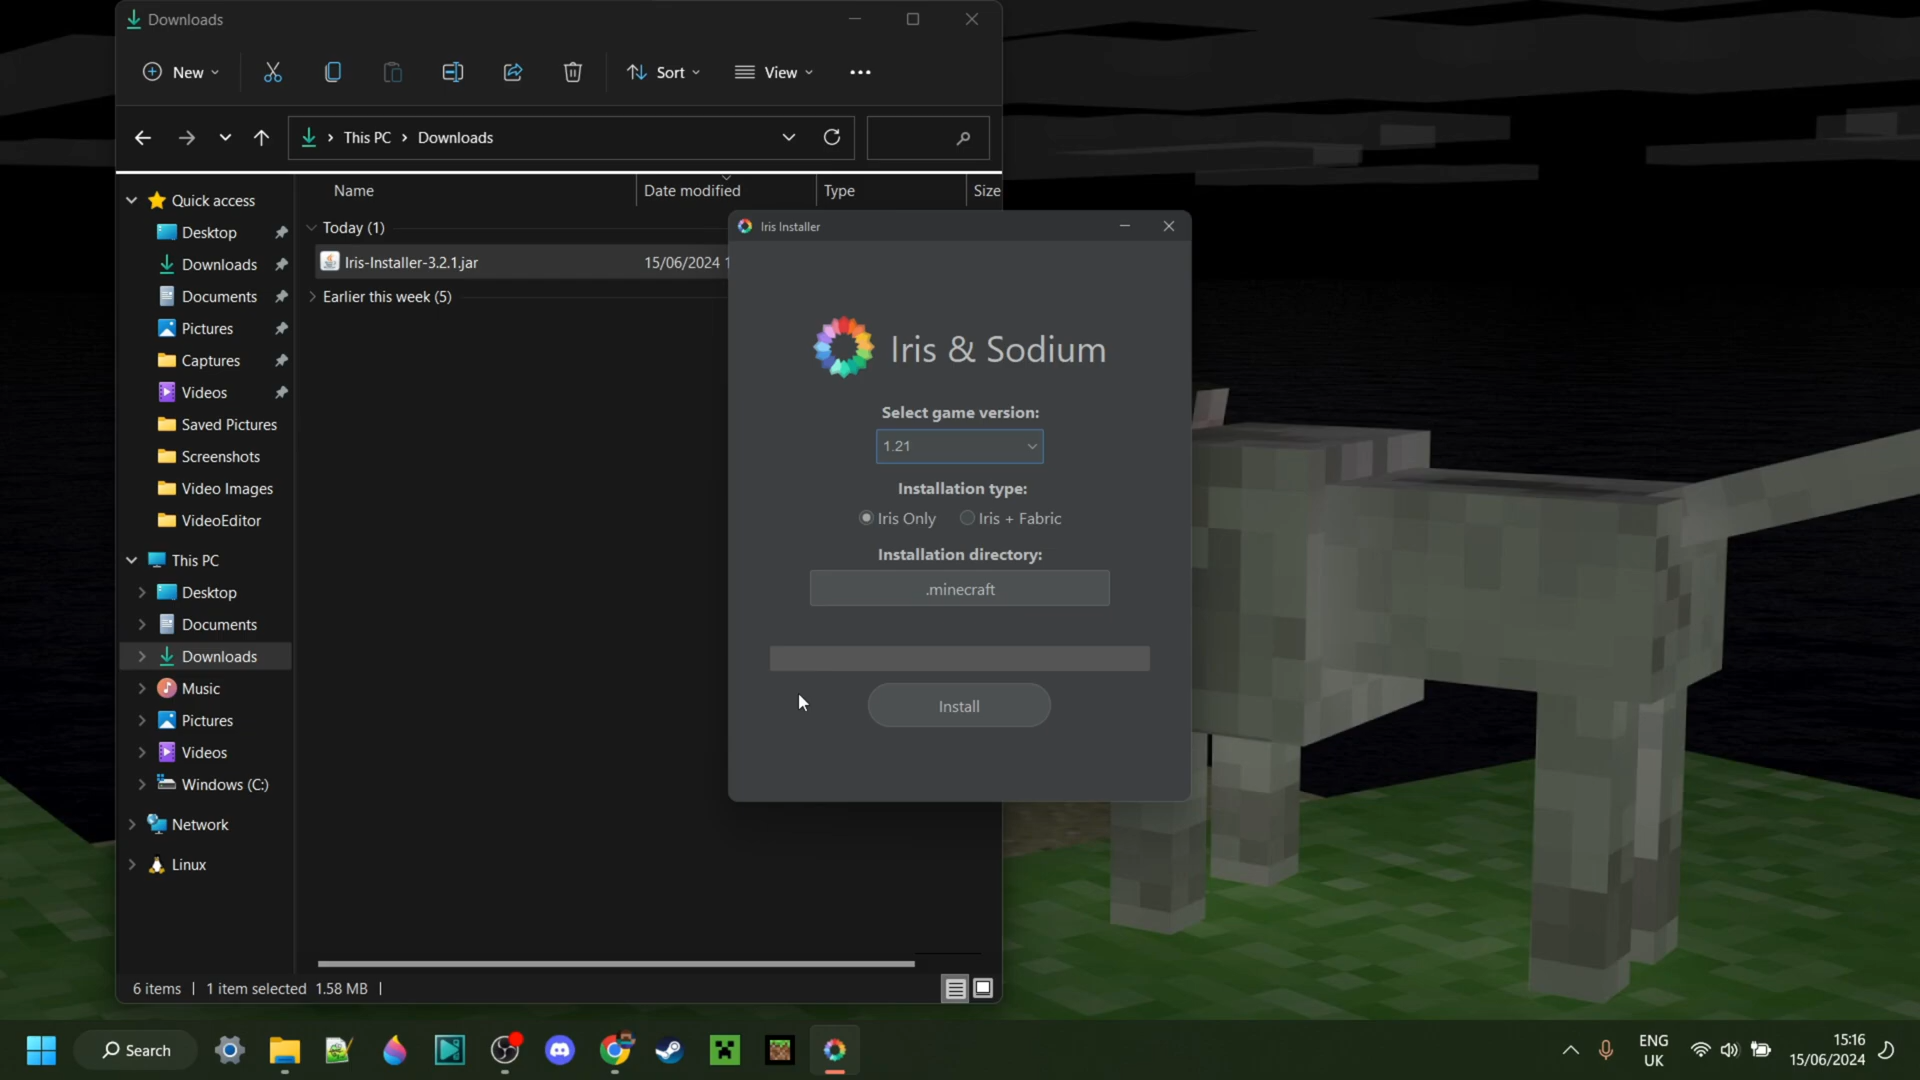 Downloads
New
Sort
View
This PC
Downloads
Name
Date modified
Type
Size
Quick access
Desktop
Downloads
Documents
Pictures
Captures
Videos
Saved Pictures
Screenshots
Video Images
VideoEditor
This PC
Desktop
Documents
Downloads
Music
Pictures
Videos
Windows (C:)
Network
Linux
Today (1)
Iris-Installer-3.2.1.jar
15/06/2024 1
Earlier this week (5)
6 items
1 item selected 1.58 MB
Iris Installer
Iris & Sodium
Select game version:
1.21
Installation type:
Iris Only
Iris + Fabric
Installation directory:
.minecraft
Install
Search
ENG
UK
15:16
15/06/2024